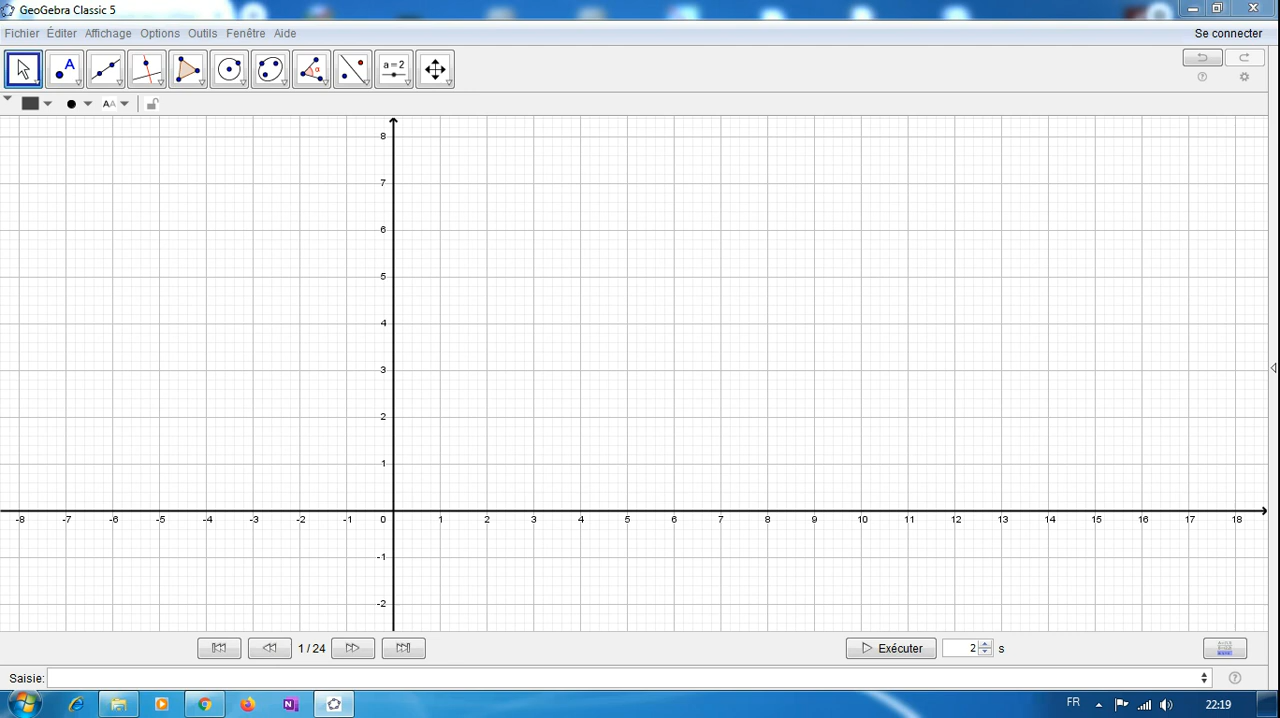 GeoGebra Classic 5
Fichier Éditer Affichage Options Outils Fenêtre Aide
Se connecter
A
α
a = 2
AA
8
7
6
5
4
3
2
1
-8 -7 -6 -5 -4 -3 -2 -1 0 1 2 3 4 5 6 7 8 9 10 11 12 13 14 15 16 17 18
-1
-2
1 / 24
Exécuter
2 s
Saisie:
FR
22:19